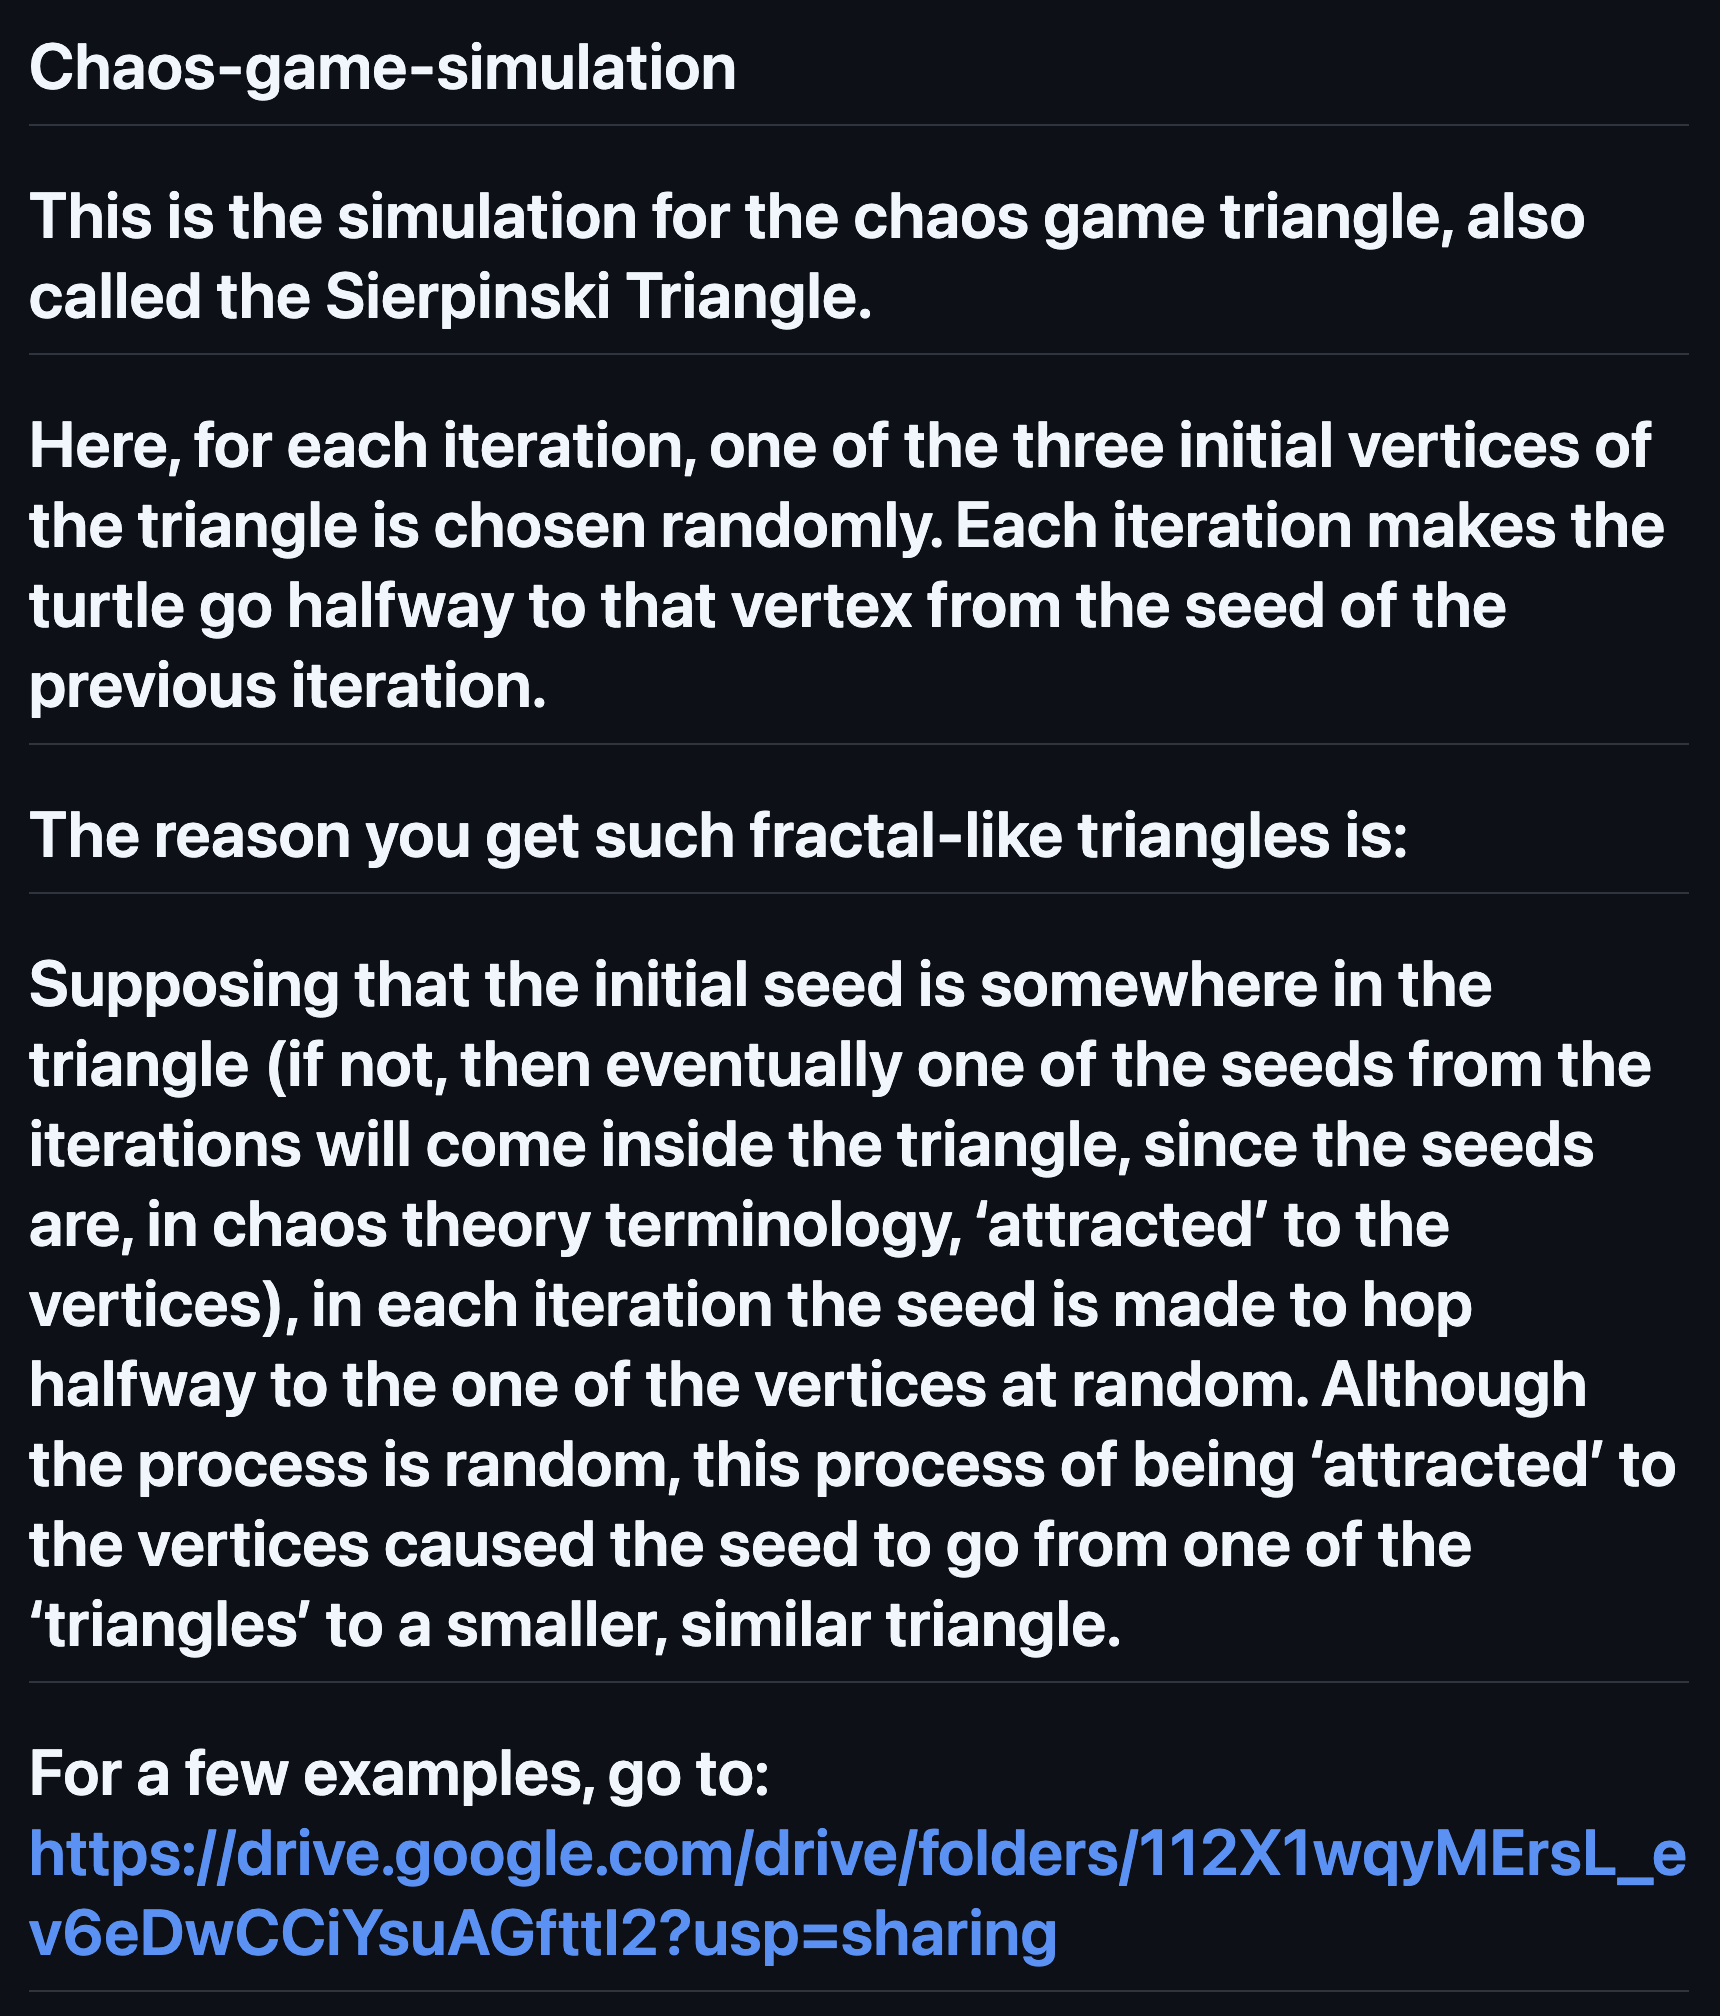 Chaos-game-simulation
This is the simulation for the chaos game triangle, also
called the Sierpinski Triangle.
Here, for each iteration, one of the three initial vertices of
the triangle is chosen randomly. Each iteration makes the
turtle go halfway to that vertex from the seed of the
previous iteration.
The reason you get such fractal-like triangles is:
Supposing that the initial seed is somewhere in the
triangle (if not, then eventually one of the seeds from the
iterations will come inside the triangle, since the seeds
are, in chaos theory terminology, ‘attracted’ to the
vertices), in each iteration the seed is made to hop
halfway to the one of the vertices at random. Although
the process is random, this process of being ‘attracted’ to
the vertices caused the seed to go from one of the
‘triangles’ to a smaller, similar triangle.
For a few examples, go to:
https://drive.google.com/drive/folders/112X1wqyMErsL_e
v6eDwCCiYsuAGfttI2?usp=sharing